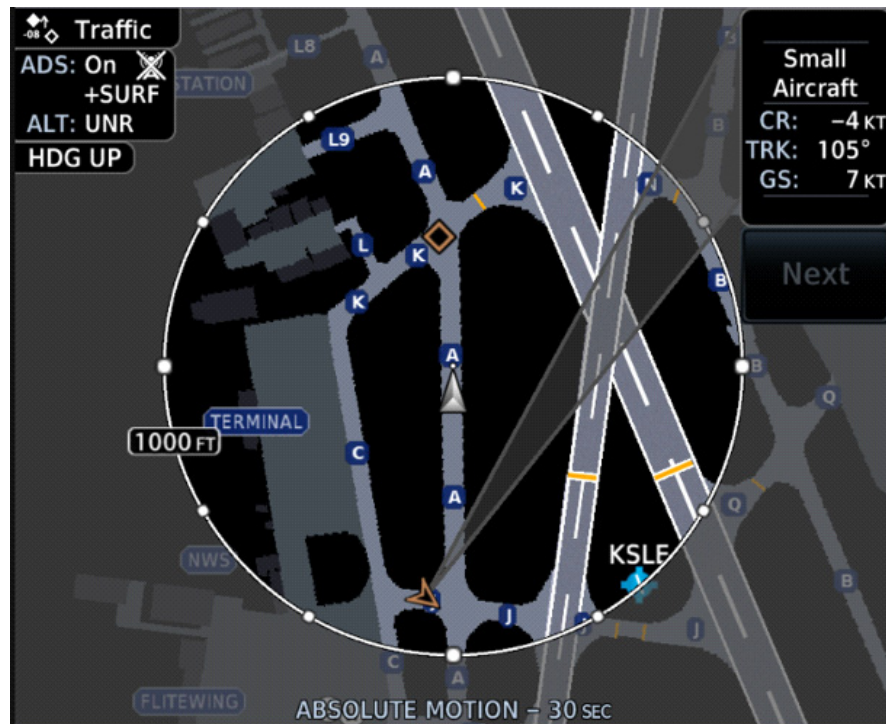 -08
Traffic
ADS: On
+SURF
ALT: UNR
HDG UP
Small
Aircraft
CR: −4 KT
TRK: 105°
GS: 7 KT
Next
L8
A
STATION
B
B
L9
A
K
N
L
K
B
K
A
B
Q
TERMINAL
1000 FT
C
A
Q
KSLE
NWS
B
J
J
J
C
A
FLITEWING
ABSOLUTE MOTION – 30 SEC